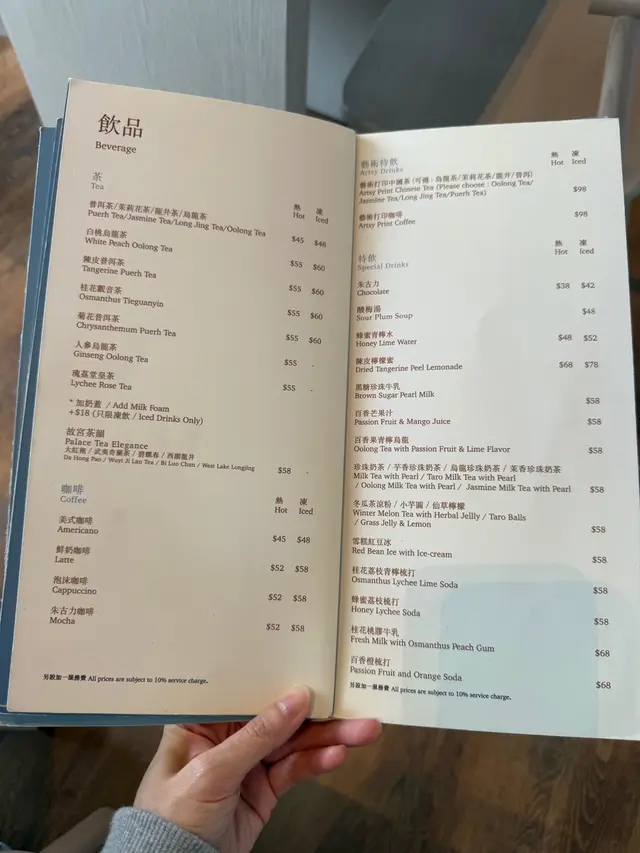 飲品
Beverage
茶
Tea
熱 凍
Hot Iced
普洱茶/茉莉花茶/龍井茶/烏龍茶
Puerh Tea/Jasmine Tea/Long Jing Tea/Oolong Tea $45 $48
白桃烏龍茶
White Peach Oolong Tea $55 $60
陳皮普洱茶
Tangerine Puerh Tea $55 $60
桂花觀音茶
Osmanthus Tieguanyin $55 $60
菊花普洱茶
Chrysanthemum Puerh Tea $55 $60
人參烏龍茶
Ginseng Oolong Tea $55 -
瑰荔堂皇茶
Lychee Rose Tea $55 -
* 加奶蓋 / Add Milk Foam
+$18 (只限凍飲 / Iced Drinks Only)
故宮茶韻
Palace Tea Elegance
大紅袍 / 武夷奇蘭茶 / 碧螺春 / 西湖龍井
Da Hong Pao / Wuyi Ji Lan Tea / Bi Luo Chun / West Lake Longjing $58 -
咖啡
Coffee
熱 凍
Hot Iced
美式咖啡
Americano $45 $48
鮮奶咖啡
Latte $52 $58
泡沫咖啡
Cappuccino $52 $58
朱古力咖啡
Mocha $52 $58
另設加一服務費 All prices are subject to 10% service charge.
藝術特飲
Artsy Drinks
熱 凍
Hot Iced
藝術打印中國茶 (可選：烏龍茶/茉莉花茶/龍井/普洱)
Artsy Print Chinese Tea (Please choose : Oolong Tea/
Jasmine Tea/Long Jing Tea/Puerh Tea) $98
藝術打印咖啡
Artsy Print Coffee $98
特飲
Special Drinks
熱 凍
Hot Iced
朱古力
Chocolate $38 $42
酸梅湯
Sour Plum Soup $48
蜂蜜青檸水
Honey Lime Water $48 $52
陳皮檸檬蜜
Dried Tangerine Peel Lemonade $68 $78
黑糖珍珠牛乳
Brown Sugar Pearl Milk $58
百香芒果汁
Passion Fruit & Mango Juice $58
百香果青檸烏龍
Oolong Tea with Passion Fruit & Lime Flavor $58
珍珠奶茶 / 芋香珍珠奶茶 / 烏龍珍珠奶茶 / 茉香珍珠奶茶
Milk Tea with Pearl / Taro Milk Tea with Pearl
/ Oolong Milk Tea with Pearl / Jasmine Milk Tea with Pearl $58
冬瓜茶涼粉 / 小芋圓 / 仙草檸檬
Winter Melon Tea with Herbal Jellly / Taro Balls
/ Grass Jelly & Lemon $58
雪糕紅豆冰
Red Bean Ice with Ice-cream $58
桂花荔枝青檸梳打
Osmanthus Lychee Lime Soda $58
蜂蜜荔枝梳打
Honey Lychee Soda $58
桂花桃膠牛乳
Fresh Milk with Osmanthus Peach Gum $68
百香橙梳打
Passion Fruit and Orange Soda $68
另設加一服務費 All prices are subject to 10% service charge.